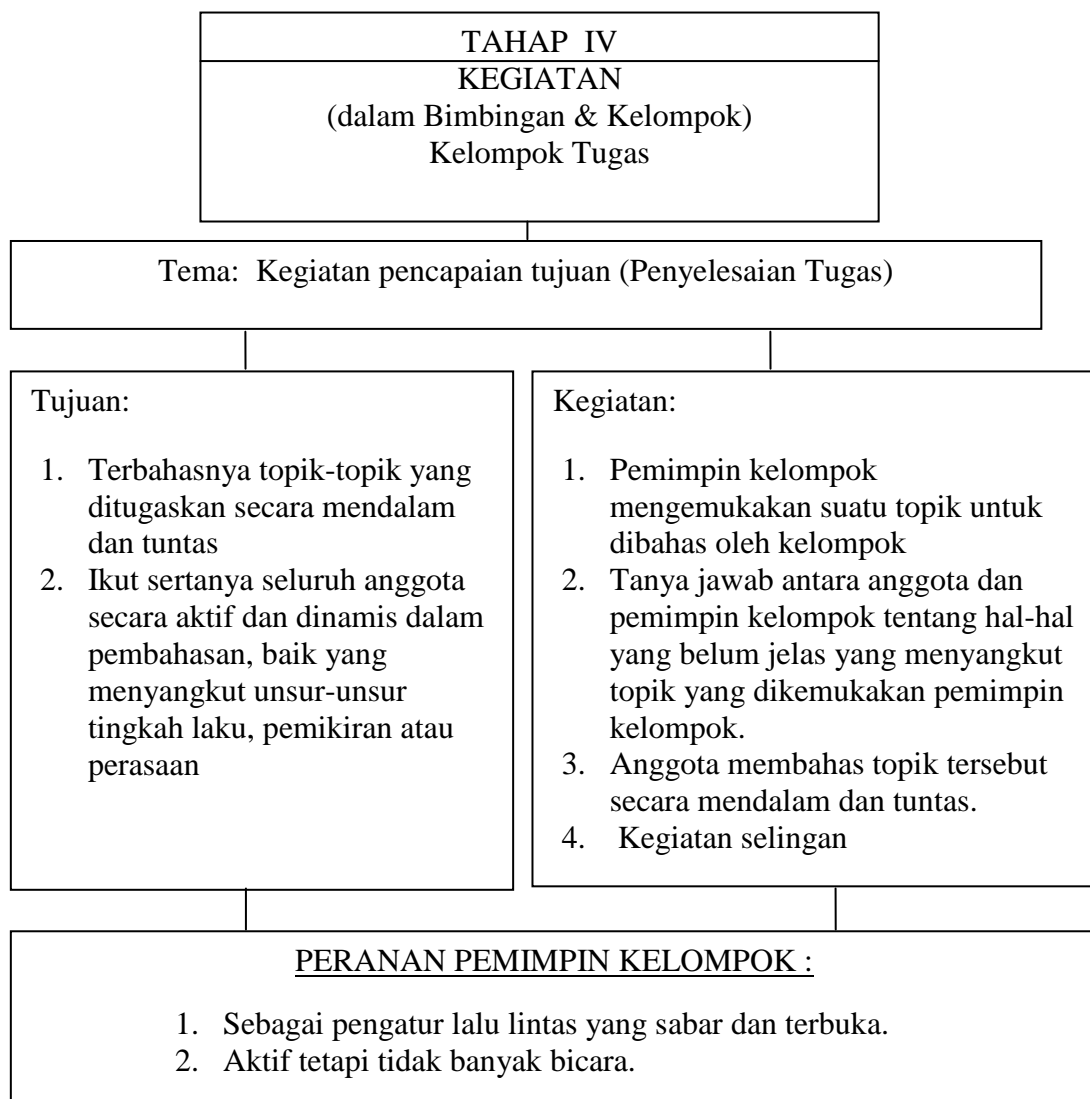 TAHAP  IV
KEGIATAN
(dalam Bimbingan & Kelompok)
Kelompok Tugas
Tema:  Kegiatan pencapaian tujuan (Penyelesaian Tugas)
Tujuan:
1. Terbahasnya topik-topik yang
ditugaskan secara mendalam
dan tuntas
2. Ikut sertanya seluruh anggota
secara aktif dan dinamis dalam
pembahasan, baik yang
menyangkut unsur-unsur
tingkah laku, pemikiran atau
perasaan
Kegiatan:
1. Pemimpin kelompok
mengemukakan suatu topik untuk
dibahas oleh kelompok
2. Tanya jawab antara anggota dan
pemimpin kelompok tentang hal-hal
yang belum jelas yang menyangkut
topik yang dikemukakan pemimpin
kelompok.
3. Anggota membahas topik tersebut
secara mendalam dan tuntas.
4. Kegiatan selingan
PERANAN PEMIMPIN KELOMPOK :
1. Sebagai pengatur lalu lintas yang sabar dan terbuka.
2. Aktif tetapi tidak banyak bicara.